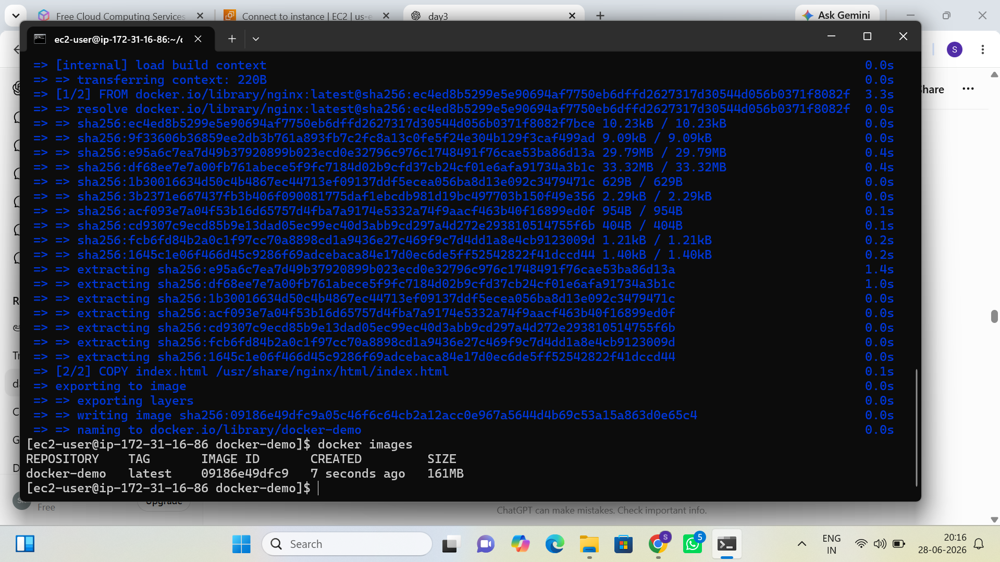 Free Cloud Computing Services
Connect to instance | EC2 | us-e
day3
Ask Gemini
ec2-user@ip-172-31-16-86:~/
S
Share
=> [internal] load build context 0.0s
=> => transferring context: 220B 0.0s
=> [1/2] FROM docker.io/library/nginx:latest@sha256:ec4ed8b5299e5e90694af7750eb6dffd2627317d30544d056b0371f8082f 3.3s
=> => resolve docker.io/library/nginx:latest@sha256:ec4ed8b5299e5e90694af7750eb6dffd2627317d30544d056b0371f8082f 0.0s
=> => sha256:ec4ed8b5299e5e90694af7750eb6dffd2627317d30544d056b0371f8082f7bce 10.23kB / 10.23kB 0.0s
=> => sha256:9f33606b36859ee2db3b761a893fb7c2fc8a13c0fe5f24e304b129f3caf499ad 9.09kB / 9.09kB 0.0s
=> => sha256:e95a6c7ea7d49b37920899b023ecd0e32796c976c1748491f76cae53ba86d13a 29.79MB / 29.79MB 0.4s
=> => sha256:df68ee7e7a00fb761abece5f9fc7184d02b9cfd37cb24cf01e6afa91734a3b1c 33.32MB / 33.32MB 0.4s
=> => sha256:1b30016634d50c4b4867ec44713ef09137ddf5ecea056ba8d13e092c3479471c 629B / 629B 0.0s
=> => sha256:3b2371e667437fb3b406f090081775daf1ebcdb981d19bc497703b150f49e356 2.29kB / 2.29kB 0.0s
=> => sha256:acf093e7a04f53b16d65757d4fba7a9174e5332a74f9aacf463b40f16899ed0f 954B / 954B 0.1s
=> => sha256:cd9307c9ecd85b9e13dad05ec99ec40d3abb9cd297a4d272e293810514755f6b 404B / 404B 0.1s
=> => sha256:fcb6fd84b2a0c1f97cc70a8898cd1a9436e27c469f9c7d4dd1a8e4cb9123009d 1.21kB / 1.21kB 0.2s
=> => sha256:1645c1e06f466d45c9286f69adcebaca84e17d0ec6de5ff52542822f41dccd44 1.40kB / 1.40kB 0.2s
=> => extracting sha256:e95a6c7ea7d49b37920899b023ecd0e32796c976c1748491f76cae53ba86d13a 1.4s
=> => extracting sha256:df68ee7e7a00fb761abece5f9fc7184d02b9cfd37cb24cf01e6afa91734a3b1c 1.0s
=> => extracting sha256:1b30016634d50c4b4867ec44713ef09137ddf5ecea056ba8d13e092c3479471c 0.0s
=> => extracting sha256:acf093e7a04f53b16d65757d4fba7a9174e5332a74f9aacf463b40f16899ed0f 0.0s
=> => extracting sha256:cd9307c9ecd85b9e13dad05ec99ec40d3abb9cd297a4d272e293810514755f6b 0.0s
=> => extracting sha256:fcb6fd84b2a0c1f97cc70a8898cd1a9436e27c469f9c7d4dd1a8e4cb9123009d 0.0s
=> => extracting sha256:1645c1e06f466d45c9286f69adcebaca84e17d0ec6de5ff52542822f41dccd44 0.0s
=> [2/2] COPY index.html /usr/share/nginx/html/index.html 0.1s
=> exporting to image 0.0s
=> => exporting layers 0.0s
=> => writing image sha256:09186e49dfc9a05c46f6c64cb2a12acc0e967a5644d4b69c53a15a863d0e65c4 0.0s
=> => naming to docker.io/library/docker-demo 0.0s
[ec2-user@ip-172-31-16-86 docker-demo]$ docker images
REPOSITORY TAG IMAGE ID CREATED SIZE
docker-demo latest 09186e49dfc9 7 seconds ago 161MB
[ec2-user@ip-172-31-16-86 docker-demo]$
Free
Upgrade
ChatGPT can make mistakes. Check important info.
Search
S
5
ENG
IN
20:16
28-06-2026